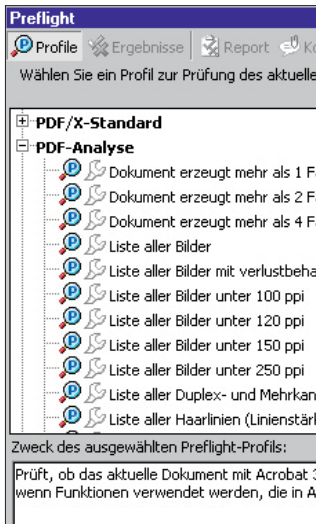 Preflight
Profile Ergebnisse Report
Wählen Sie ein Profil zur Prüfung des aktuelle
PDF/X-Standard
PDF-Analyse
Dokument erzeugt mehr als 1 F
Dokument erzeugt mehr als 2 F
Dokument erzeugt mehr als 4 F
Liste aller Bilder
Liste aller Bilder mit verlustbeha
Liste aller Bilder unter 100 ppi
Liste aller Bilder unter 120 ppi
Liste aller Bilder unter 150 ppi
Liste aller Bilder unter 250 ppi
Liste aller Duplex- und Mehrkan
Liste aller Haarlinien (Linienstärk
Zweck des ausgewählten Preflight-Profils:
Prüft, ob das aktuelle Dokument mit Acrobat 3
wenn Funktionen verwendet werden, die in A